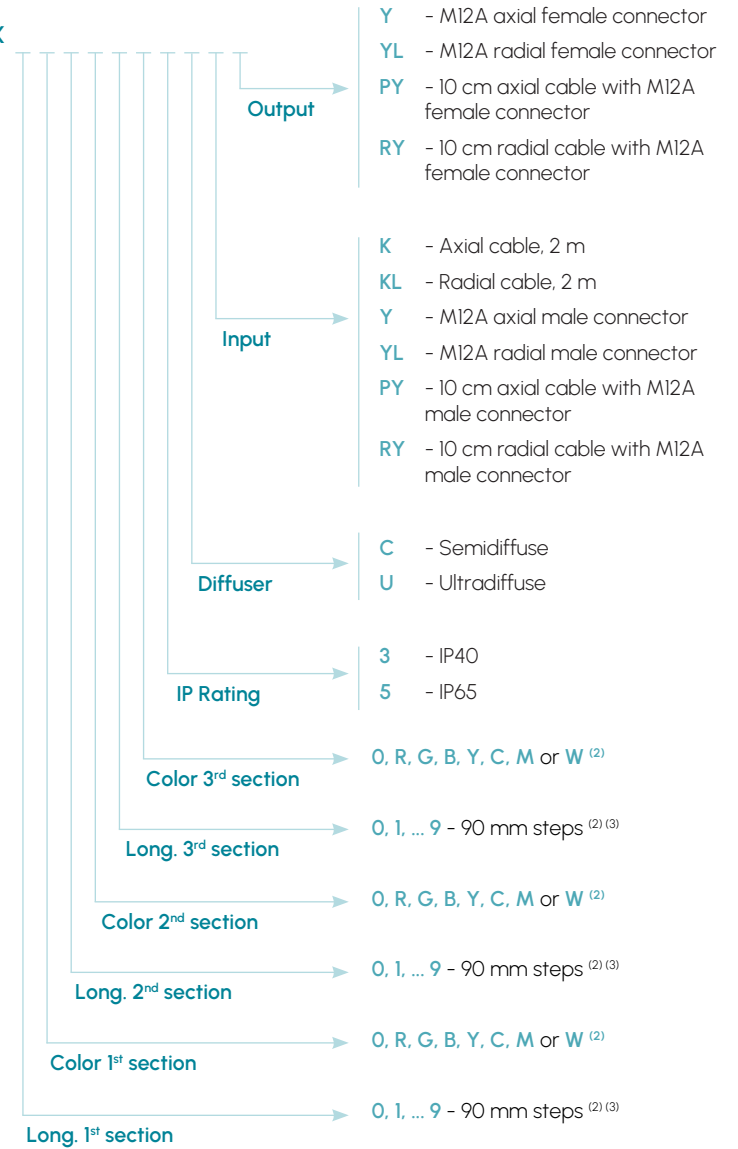 Y - M12A axial female connector
YL - M12A radial female connector
PY - 10 cm axial cable with M12A
female connector
RY - 10 cm radial cable with M12A
female connector
Output
K - Axial cable, 2 m
KL - Radial cable, 2 m
Y - M12A axial male connector
YL - M12A radial male connector
PY - 10 cm axial cable with M12A
male connector
RY - 10 cm radial cable with M12A
male connector
Input
C - Semidiffuse
U - Ultradiffuse
Diffuser
3 - IP40
5 - IP65
IP Rating
0, R, G, B, Y, C, M or W (2)
Color 3rd section
0, 1, ... 9 - 90 mm steps (2) (3)
Long. 3rd section
0, R, G, B, Y, C, M or W (2)
Color 2nd section
0, 1, ... 9 - 90 mm steps (2) (3)
Long. 2nd section
0, R, G, B, Y, C, M or W (2)
Color 1st section
0, 1, ... 9 - 90 mm steps (2) (3)
Long. 1st section